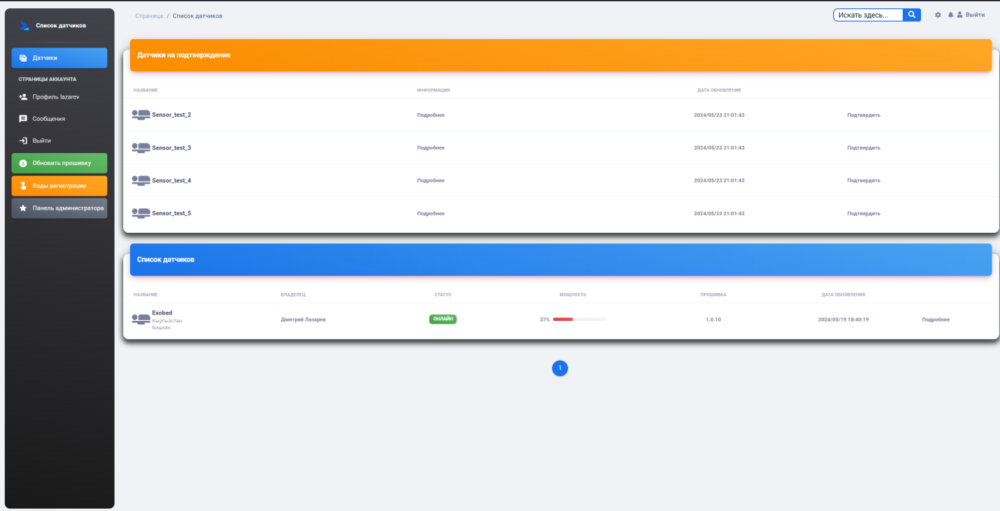 Список датчиков
Датчики
СТРАНИЦЫ АККАУНТА
Профиль lazarev
Сообщения
Выйти
Обновить прошивку
Коды регистрации
Панель администратора
Страница / Список датчиков
Искать здесь...
Выйти
Датчики на подтверждении
НАЗВАНИЕ ИНФОРМАЦИЯ ДАТА ОБНОВЛЕНИЯ
Sensor_test_2 Подробнее 2024/05/23 21:01:43 Подтвердить
Sensor_test_3 Подробнее 2024/05/23 21:01:43 Подтвердить
Sensor_test_4 Подробнее 2024/05/23 21:01:43 Подтвердить
Sensor_test_5 Подробнее 2024/05/23 21:01:43 Подтвердить
Список датчиков
НАЗВАНИЕ ВЛАДЕЛЕЦ СТАТУС МОЩНОСТЬ ПРОШИВКА ДАТА ОБНОВЛЕНИЯ
Exobed
Кыргызстан
Бишкек
Дмитрий Лазарев ОНЛАЙН 37% 1.0.10 2024/05/19 18:40:19 Подробнее
1